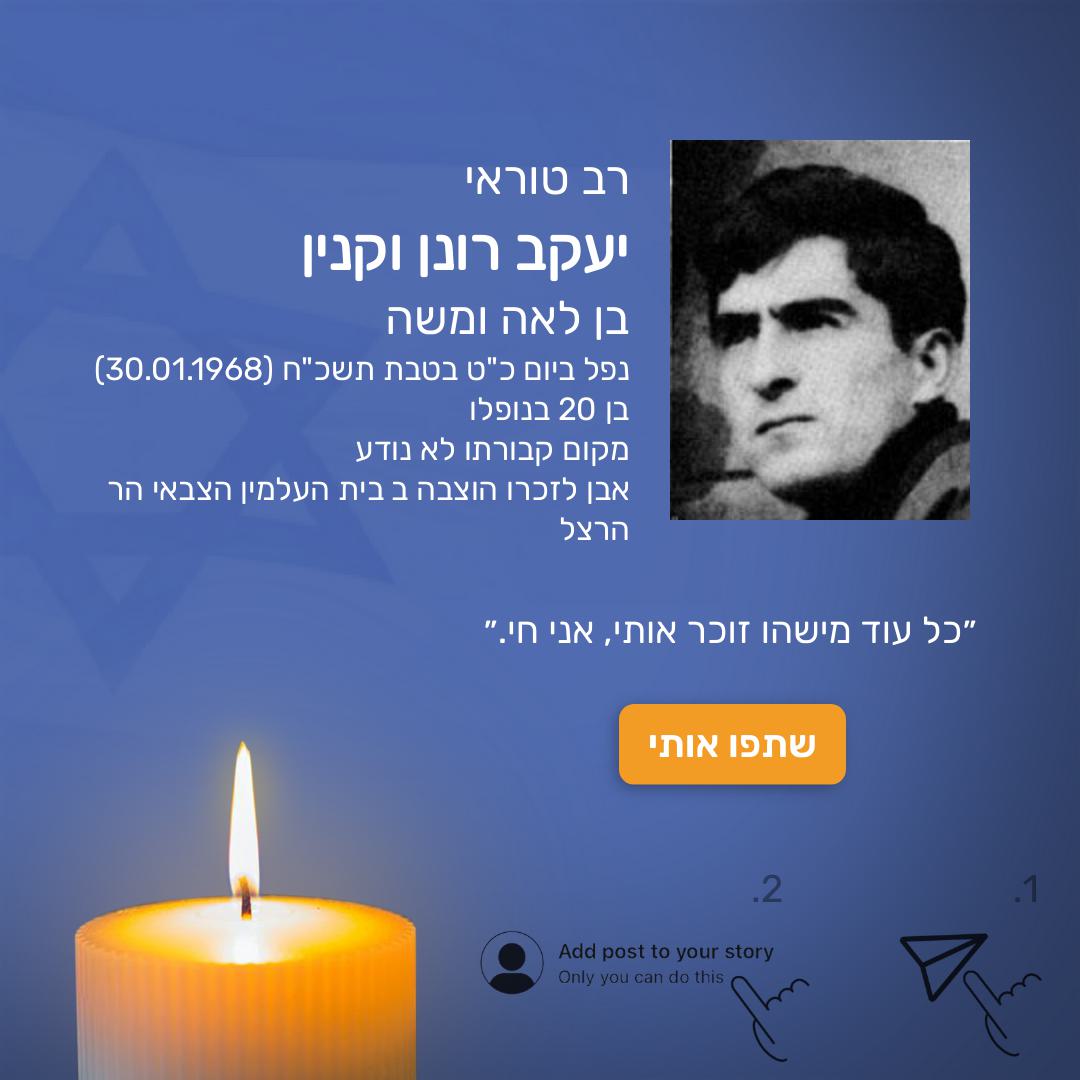 רב טוראי
יעקב רונן וקנין
בן לאה ומשה
נפל ביום כ"ט בטבת תשכ"ח (30.01.1968)
בן 20 בנופלו
מקום קבורתו לא נודע
אבן לזכרו הוצבה ב בית העלמין הצבאי הר
הרצל
״כל עוד מישהו זוכר אותי, אני חי.״
שתפו אותי
.1
.2
Add post to your story
Only you can do this